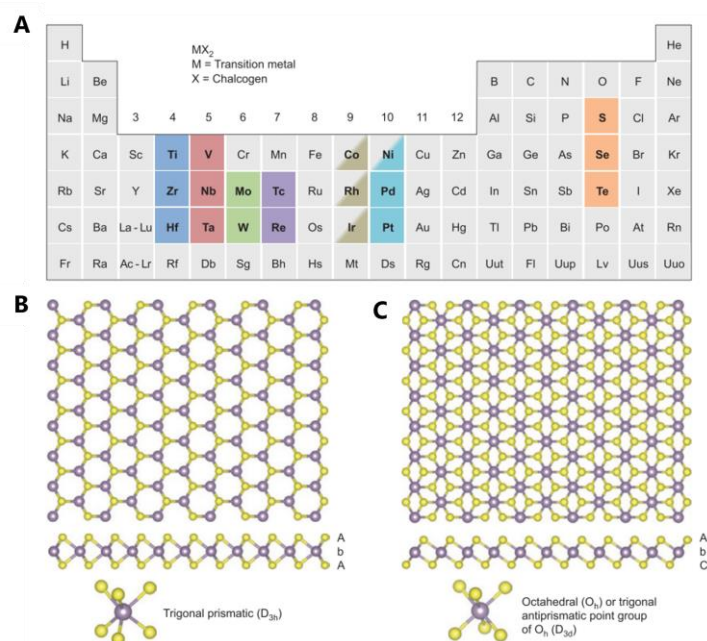 A
H He
MX₂
M = Transition metal
X = Chalcogen
Li Be B C N O F Ne
Na Mg 3 4 5 6 7 8 9 10 11 12 Al Si P S Cl Ar
K Ca Sc Ti V Cr Mn Fe Co Ni Cu Zn Ga Ge As Se Br Kr
Rb Sr Y Zr Nb Mo Tc Ru Rh Pd Ag Cd In Sn Sb Te I Xe
Cs Ba La - Lu Hf Ta W Re Os Ir Pt Au Hg Tl Pb Bi Po At Rn
Fr Ra Ac - Lr Rf Db Sg Bh Hs Mt Ds Rg Cn Uut Fl Uup Lv Uus Uuo
B
A
b
A
Trigonal prismatic (D₃ₕ)
C
A
b
C
Octahedral (Oₕ) or trigonal
antiprismatic point group
of Oₕ (D₃d)